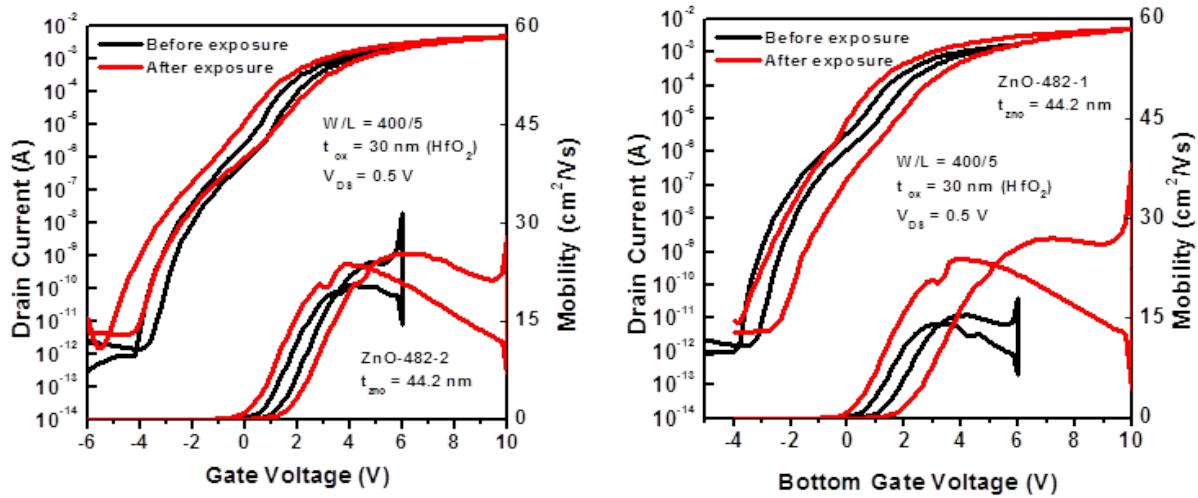 10⁻² 60
10⁻³ Before exposure
10⁻⁴ After exposure
10⁻⁵ 45
10⁻⁶
10⁻⁷
10⁻⁸ 30
10⁻⁹
10⁻¹⁰
10⁻¹¹ 15
10⁻¹²
10⁻¹³
10⁻¹⁴ 0
Drain Current (A)
Mobility (cm²/Vs)
W/L = 400/5
t ox = 30 nm (HfO₂)
V DS = 0.5 V
ZnO-482-2
t zno = 44.2 nm
-6 -4 -2 0 2 4 6 8 10
Gate Voltage (V)
10⁻² 60
10⁻³ Before exposure
10⁻⁴ After exposure
10⁻⁵ 45
10⁻⁶
10⁻⁷
10⁻⁸ 30
10⁻⁹
10⁻¹⁰
10⁻¹¹ 15
10⁻¹²
10⁻¹³
10⁻¹⁴ 0
Drain Current (A)
Mobility (cm²/Vs)
ZnO-482-1
t zno = 44.2 nm
W/L = 400/5
t ox = 30 nm (HfO₂)
V DS = 0.5 V
-4 -2 0 2 4 6 8 10
Bottom Gate Voltage (V)